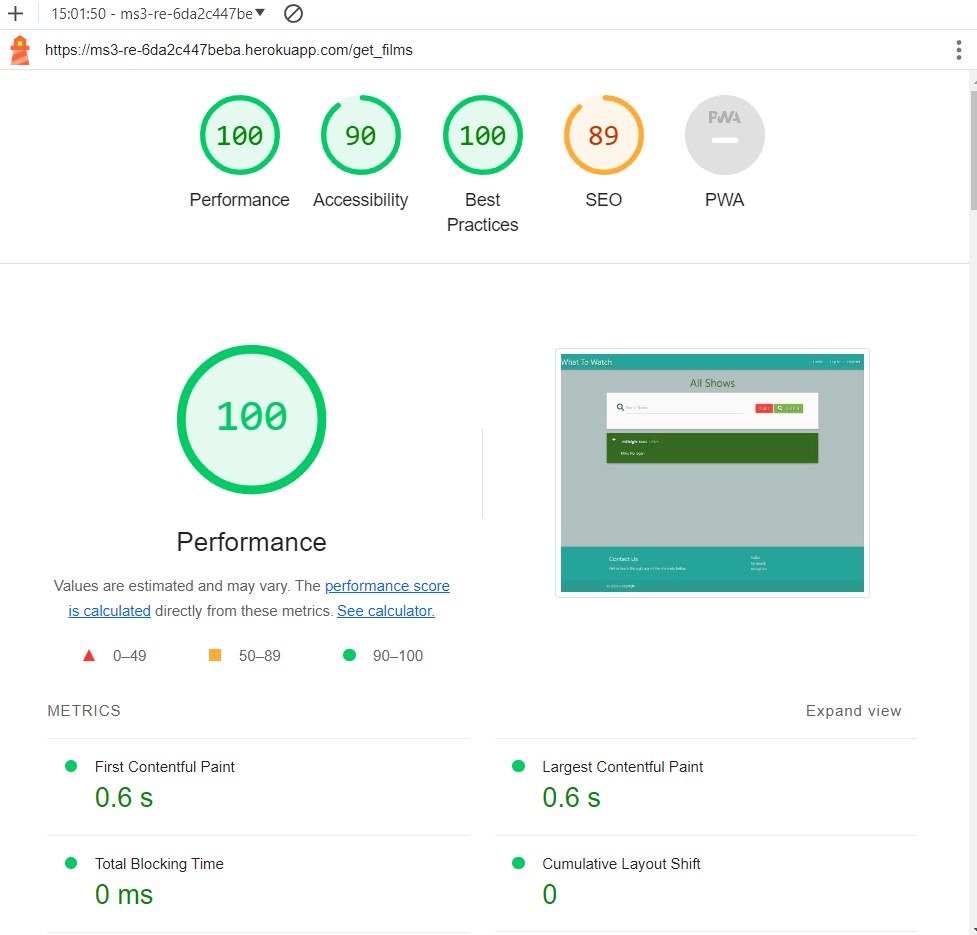 15:01:50 - ms3-re-6da2c447be
https://ms3-re-6da2c447beba.herokuapp.com/get_films
100
90
100
89
PWA
Performance
Accessibility
Best
Practices
SEO
PWA
100
Performance
Values are estimated and may vary. The performance score
is calculated directly from these metrics. See calculator.
0–49
50–89
90–100
What To Watch
All Shows
Contact Us
METRICS
Expand view
First Contentful Paint
0.6 s
Largest Contentful Paint
0.6 s
Total Blocking Time
0 ms
Cumulative Layout Shift
0